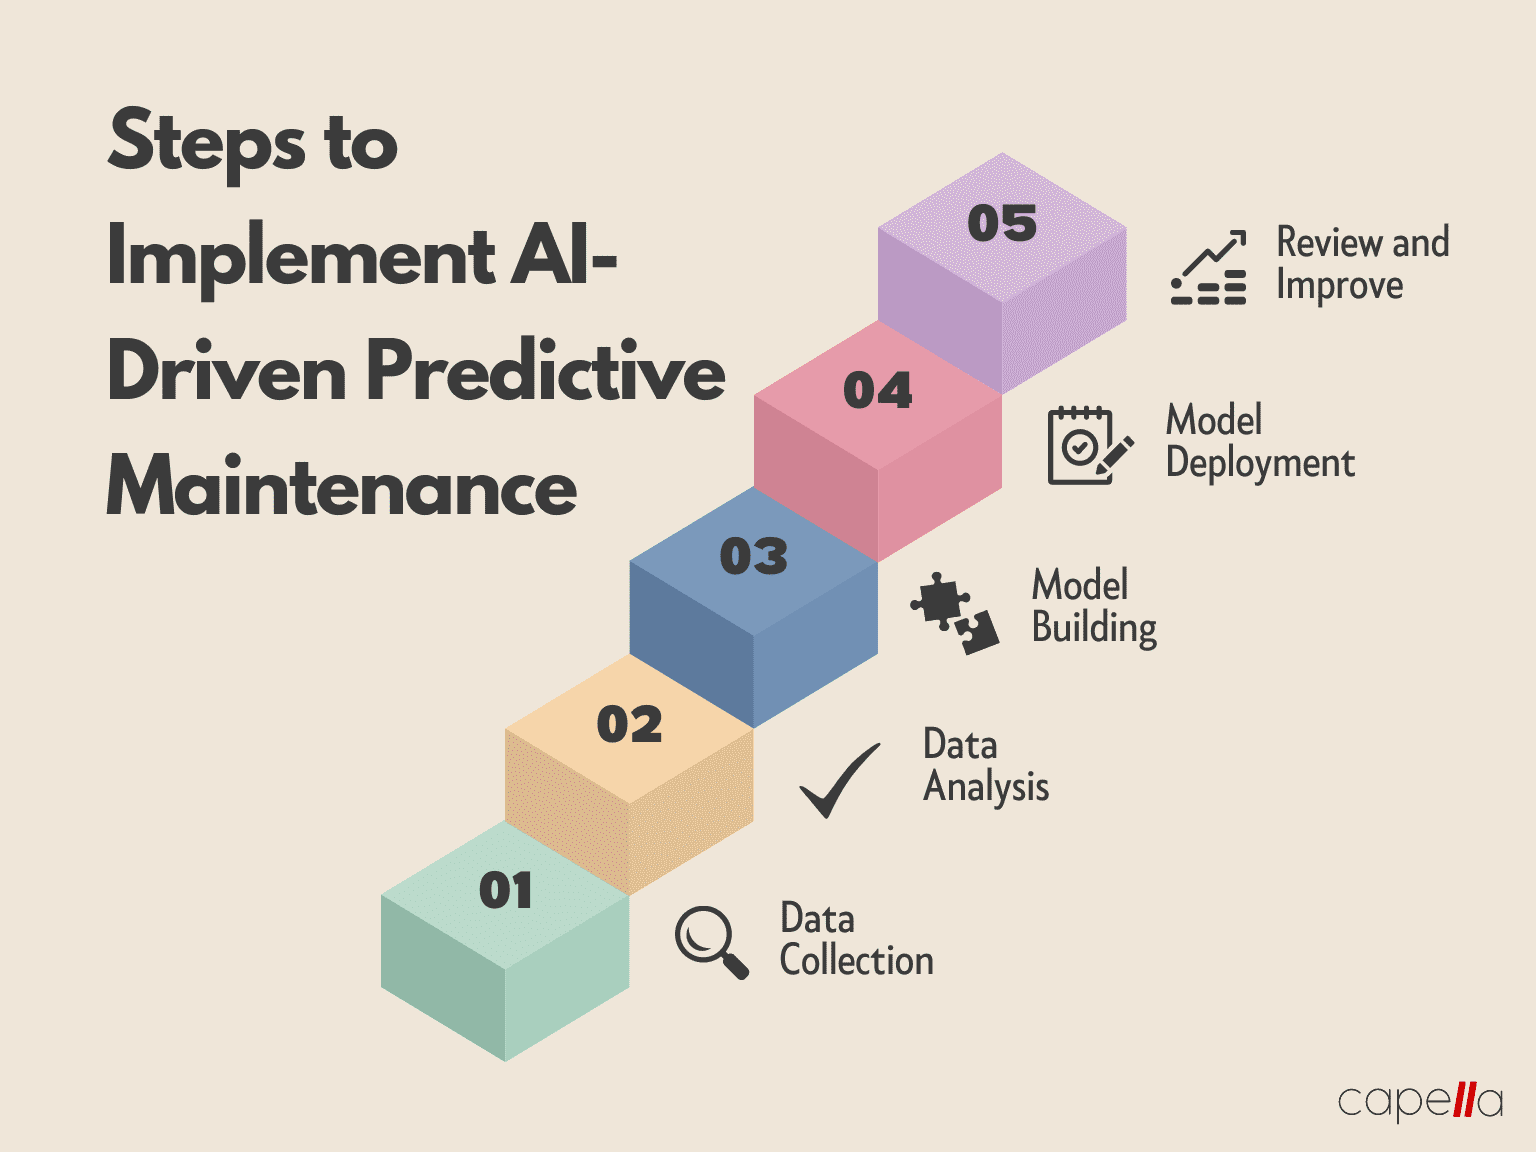 Steps to
Implement AI-
Driven Predictive
Maintenance
05
Review and
Improve
04
Model
Deployment
03
Model
Building
02
Data
Analysis
01
Data
Collection
capella